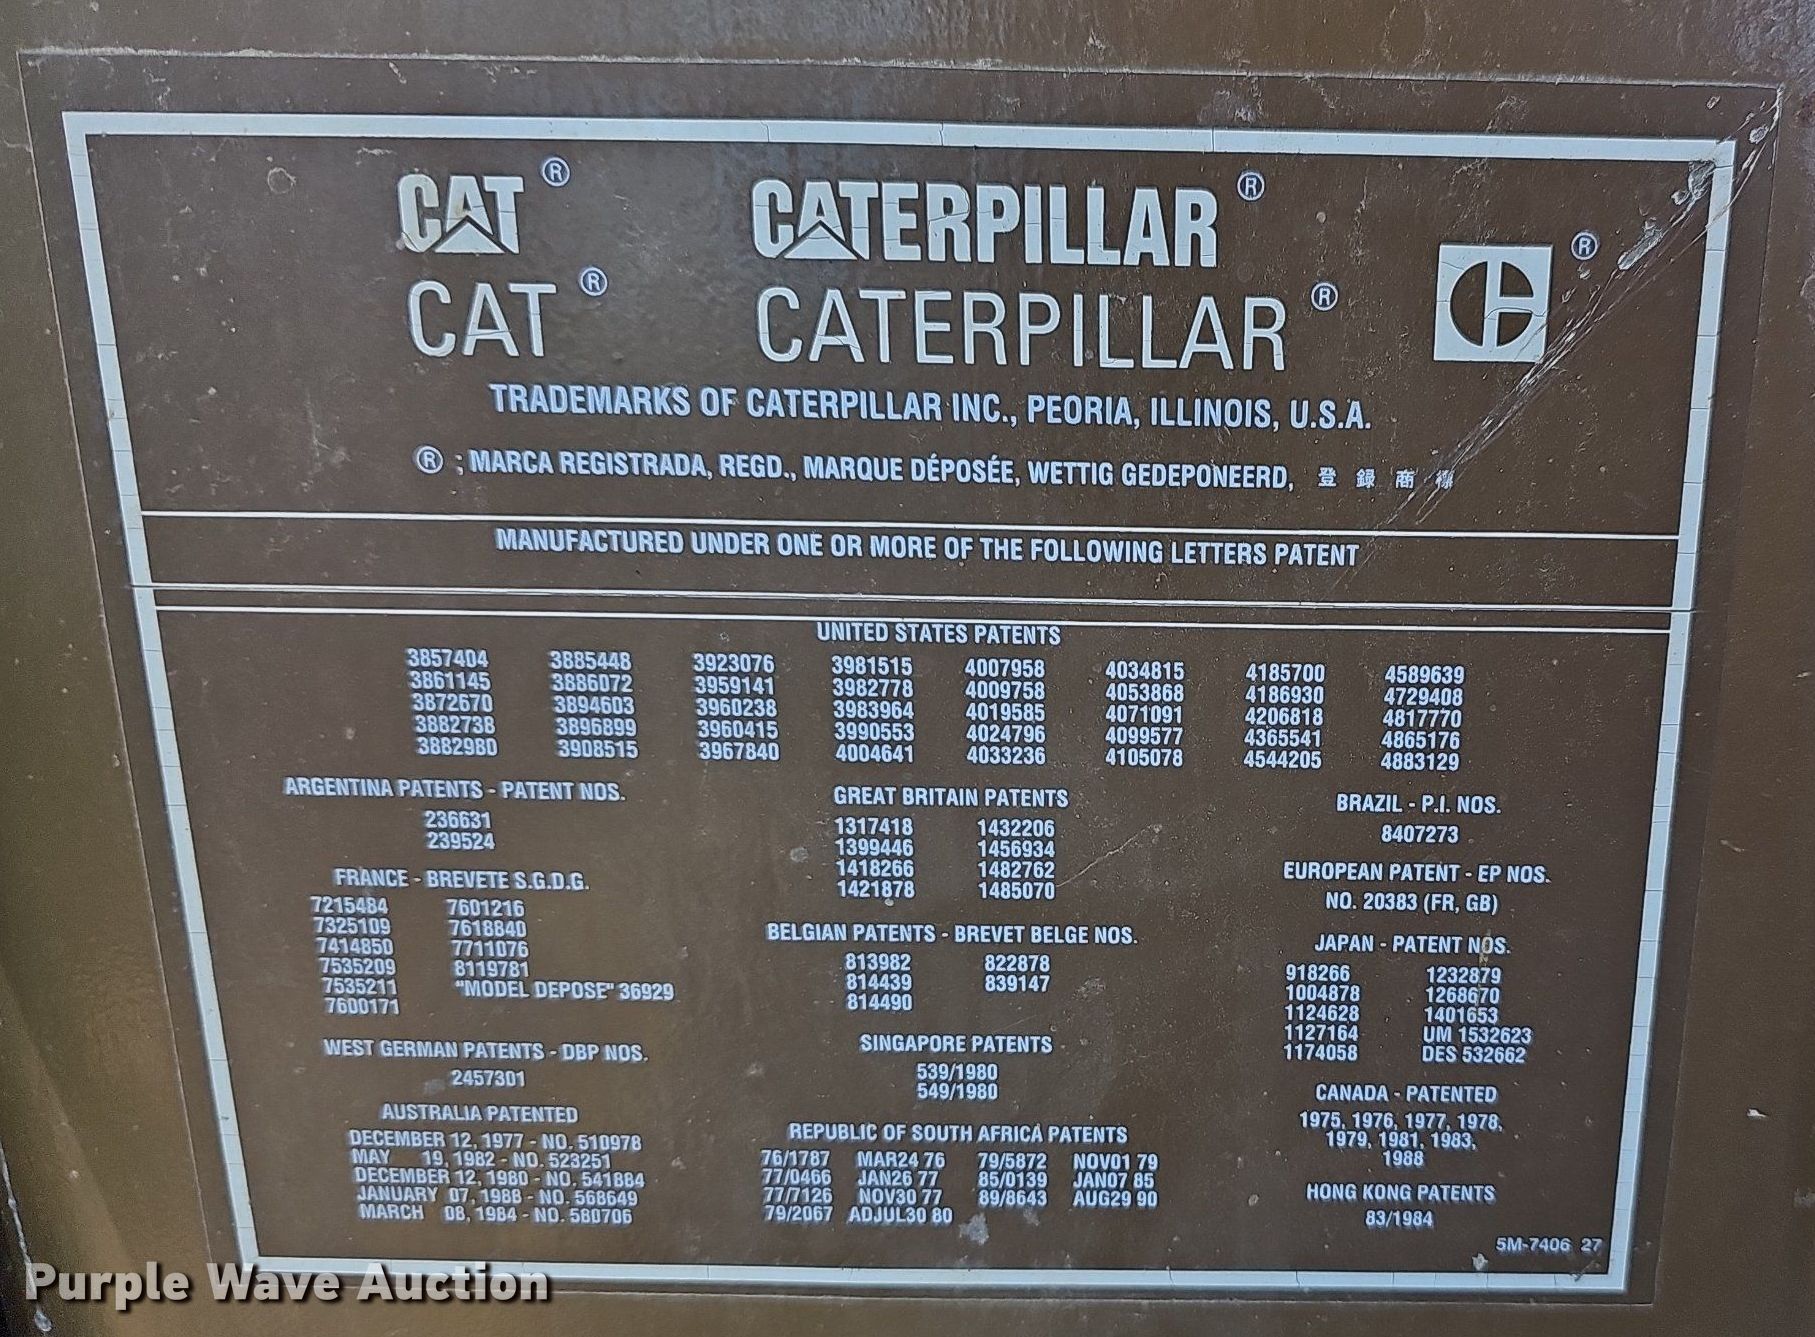 CAT® CATERPILLAR®
CAT® CATERPILLAR® ®
TRADEMARKS OF CATERPILLAR INC., PEORIA, ILLINOIS, U.S.A.
® ; MARCA REGISTRADA, REGD., MARQUE DÉPOSÉE, WETTIG GEDEPONEERD, 登録商標
MANUFACTURED UNDER ONE OR MORE OF THE FOLLOWING LETTERS PATENT
UNITED STATES PATENTS
3857404 3885448 3923076 3981515 4007958 4034815 4185700 4589639
3861145 3886072 3959141 3982778 4009758 4053868 4186930 4729408
3872670 3894603 3960238 3983964 4019585 4071091 4206818 4817770
3882738 3896899 3960415 3990553 4024796 4099577 4365541 4865176
3882980 3908515 3967840 4004641 4033236 4105078 4544205 4883129
ARGENTINA PATENTS - PATENT NOS.
236631
239524
FRANCE - BREVETE S.G.D.G.
7215484 7601216
7325109 7618840
7414850 7711076
7535209 8119781
7535211 "MODEL DEPOSE" 36929
7600171
WEST GERMAN PATENTS - DBP NOS.
2457301
AUSTRALIA PATENTED
DECEMBER 12, 1977 - NO. 510978
MAY 19, 1982 - NO. 523251
DECEMBER 12, 1980 - NO. 541884
JANUARY 07, 1988 - NO. 568649
MARCH 08, 1984 - NO. 580706
GREAT BRITAIN PATENTS
1317418 1432206
1399446 1456934
1418266 1482762
1421878 1485070
BELGIAN PATENTS - BREVET BELGE NOS.
813982 822878
814439 839147
814490
SINGAPORE PATENTS
539/1980
549/1980
REPUBLIC OF SOUTH AFRICA PATENTS
76/1787 MAR24 76 79/5872 NOV01 79
77/0466 JAN26 77 85/0139 JAN07 85
77/7126 NOV30 77 89/8643 AUG29 90
79/2067 ADJUL30 80
BRAZIL - P.I. NOS.
8407273
EUROPEAN PATENT - EP NOS.
NO. 20383 (FR, GB)
JAPAN - PATENT NOS.
918266 1232879
1004878 1268670
1124628 1401653
1127164 UM 1532623
1174058 DES 532662
CANADA - PATENTED
1975, 1976, 1977, 1978,
1979, 1981, 1983,
1988
HONG KONG PATENTS
83/1984
5M-7406 27
Purple Wave Auction